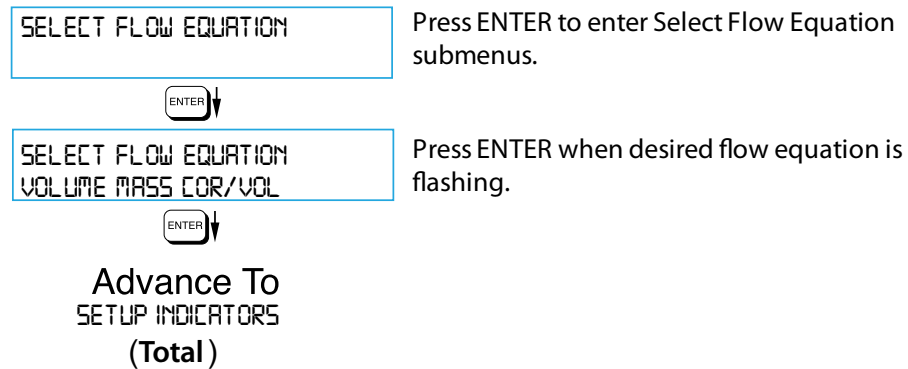 SELECT FLOW EQUATION
Press ENTER to enter Select Flow Equation
submenus.
ENTER
SELECT FLOW EQUATION
VOLUME MASS COR/VOL
Press ENTER when desired flow equation is
flashing.
ENTER
Advance To
SETUP INDICATORS
(Total)